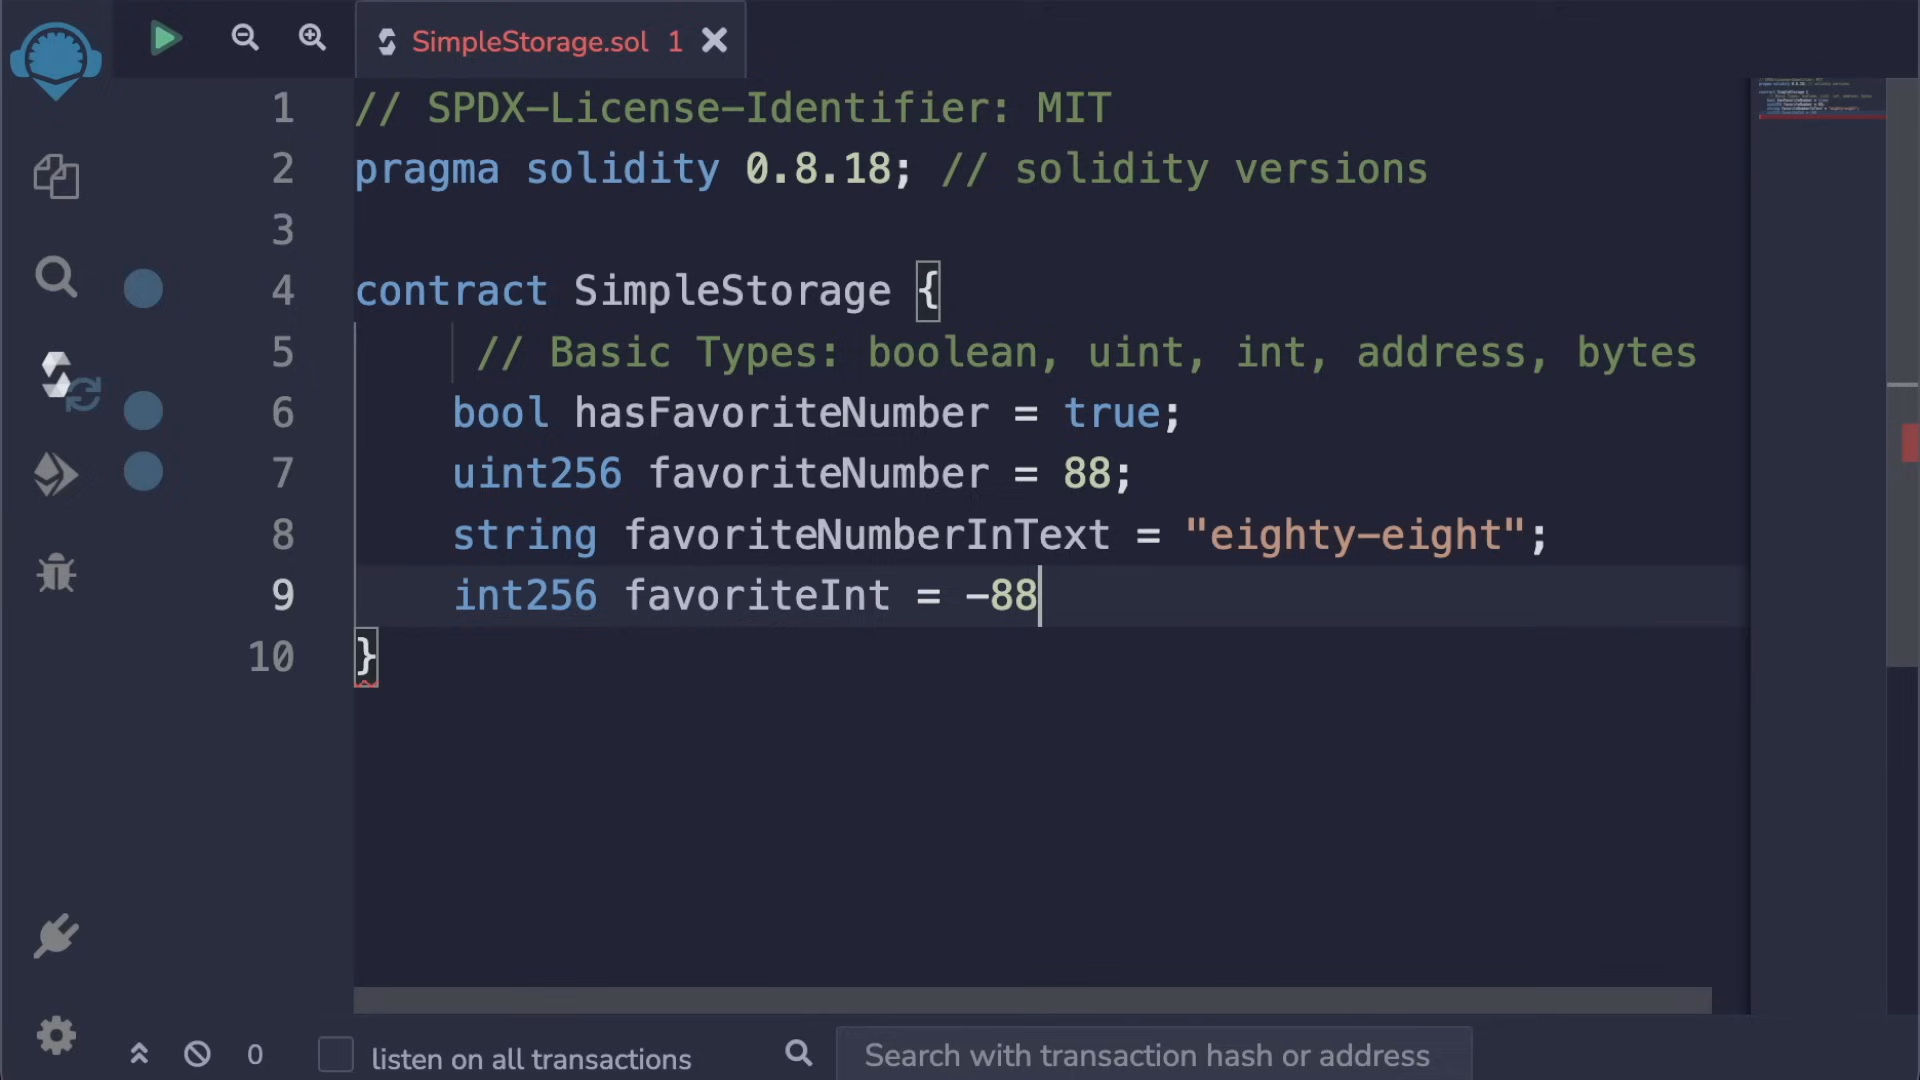 SimpleStorage.sol 1
1 // SPDX-License-Identifier: MIT
2 pragma solidity 0.8.18; // solidity versions
3
4 contract SimpleStorage {
5 // Basic Types: boolean, uint, int, address, bytes
6 bool hasFavoriteNumber = true;
7 uint256 favoriteNumber = 88;
8 string favoriteNumberInText = "eighty-eight";
9 int256 favoriteInt = -88
10 }
0 listen on all transactions Search with transaction hash or address